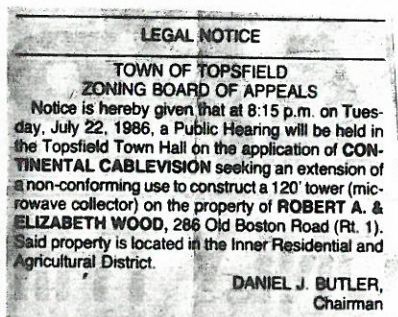 LEGAL NOTICE
TOWN OF TOPSFIELD
ZONING BOARD OF APPEALS
Notice is hereby given that at 8:15 p.m. on Tues-
day, July 22, 1986, a Public Hearing will be held in
the Topsfield Town Hall on the application of CON-
TINENTAL CABLEVISION seeking an extension of
a non-conforming use to construct a 120' tower (mic-
rowave collector) on the property of ROBERT A. &
ELIZABETH WOOD, 286 Old Boston Road (Rt. 1).
Said property is located in the Inner Residential and
Agricultural District.
DANIEL J. BUTLER,
Chairman